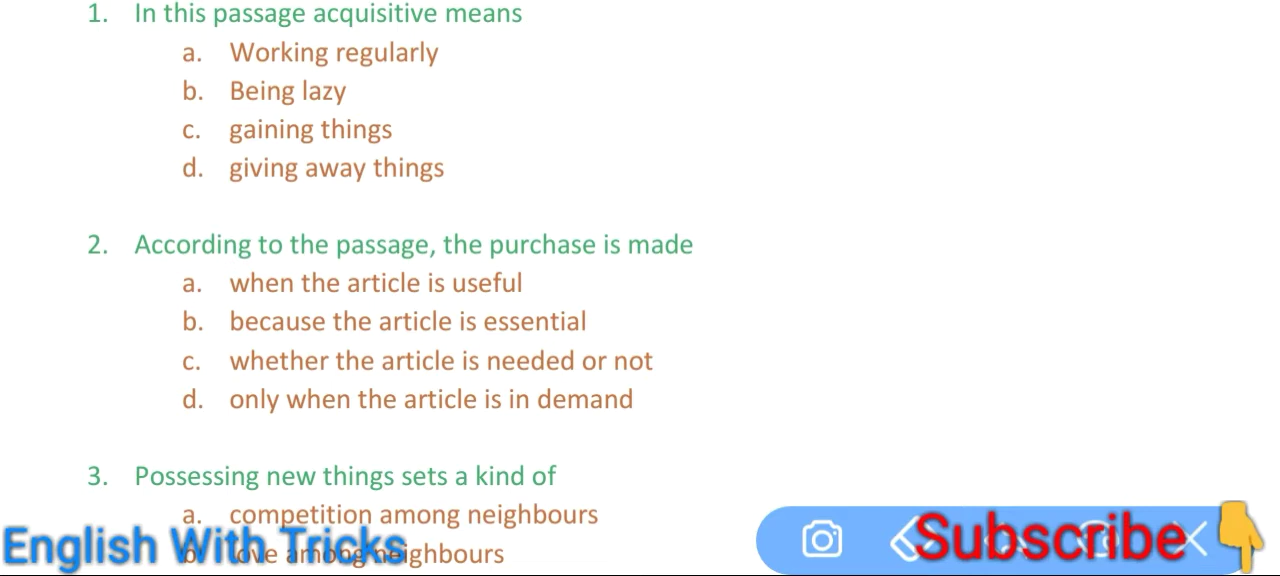 1. In this passage acquisitive means
a. Working regularly
b. Being lazy
c. gaining things
d. giving away things
2. According to the passage, the purchase is made
a. when the article is useful
b. because the article is essential
c. whether the article is needed or not
d. only when the article is in demand
3. Possessing new things sets a kind of
a. competition among neighbours
b. love among neighbours
English With Tricks
Subscribe